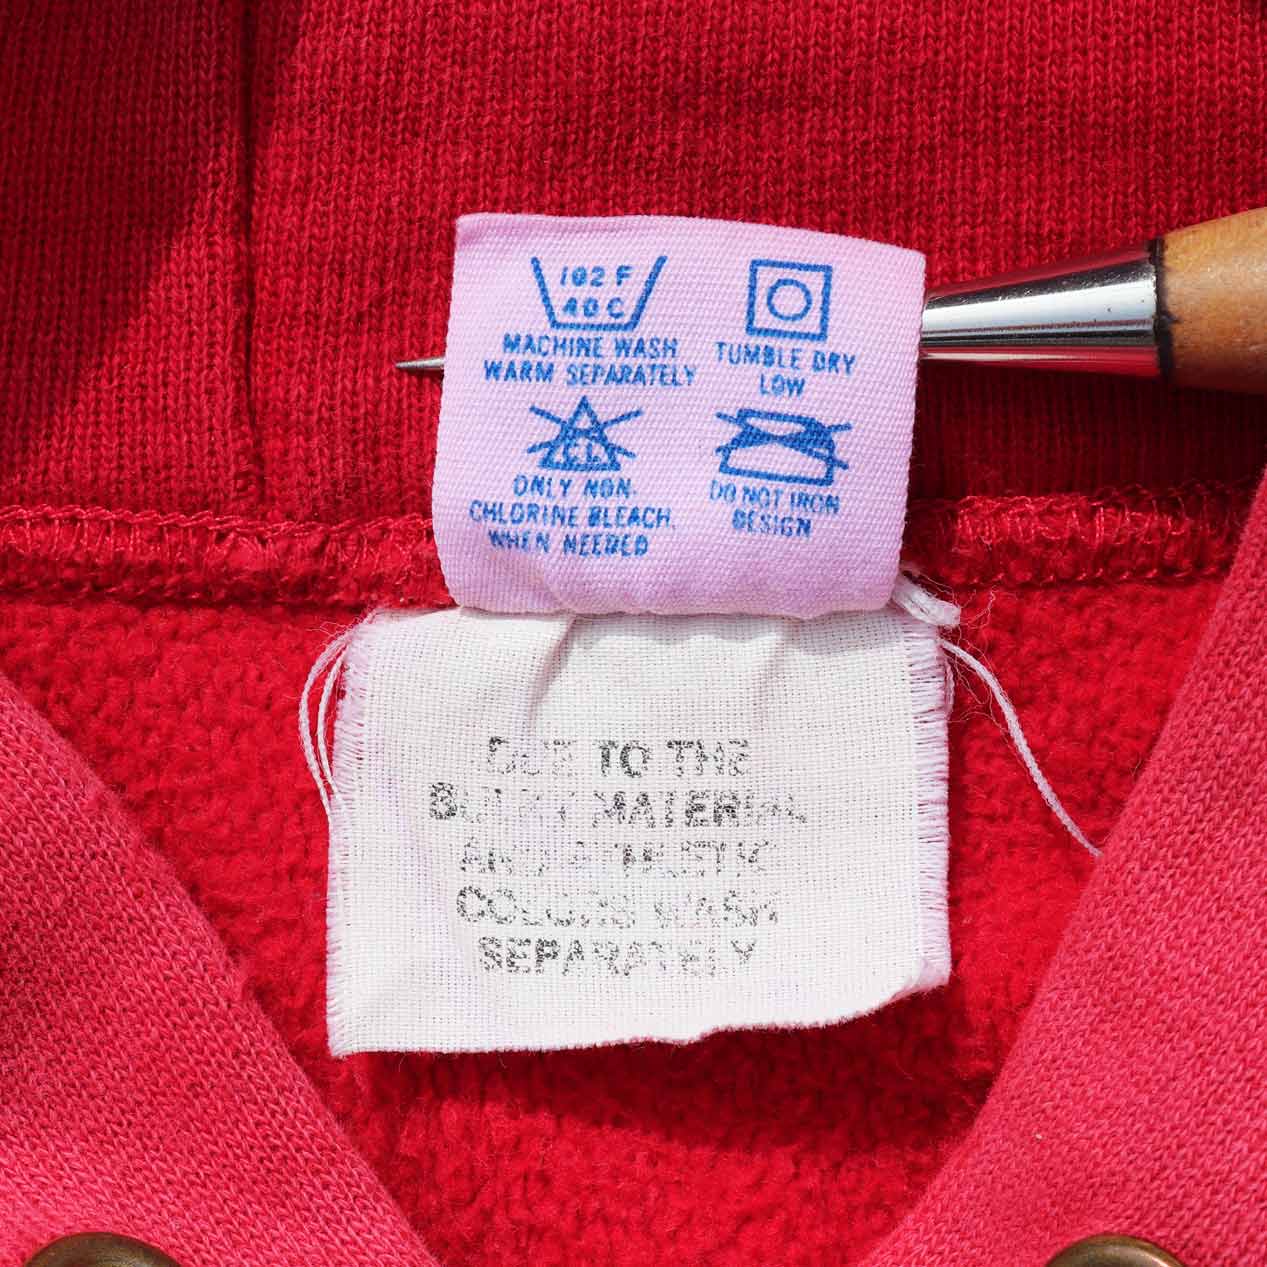 102 F
40 C
MACHINE WASH
WARM SEPARATELY
TUMBLE DRY
LOW
CL
ONLY NON.
CHLORINE BLEACH.
WHEN NEEDED
DO NOT IRON
DESIGN
DUE TO THE
MATERIAL
AND ATHLETIC
COLORS WASH
SEPARATELY